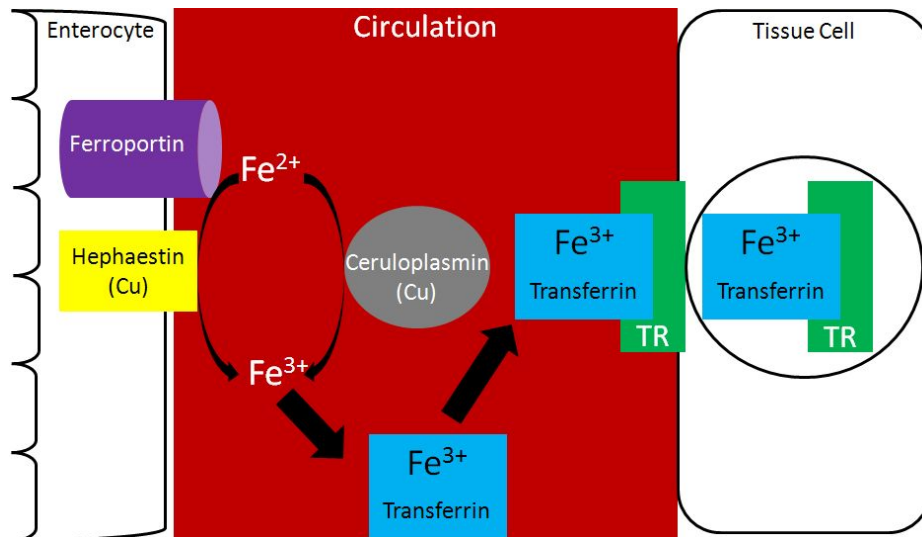 Enterocyte
Circulation
Tissue Cell
Ferroportin
Fe²⁺
Hephaestin
(Cu)
Ceruloplasmin
(Cu)
Fe³⁺
Fe³⁺
Transferrin
Fe³⁺
Transferrin
TR
Fe³⁺
Transferrin
TR